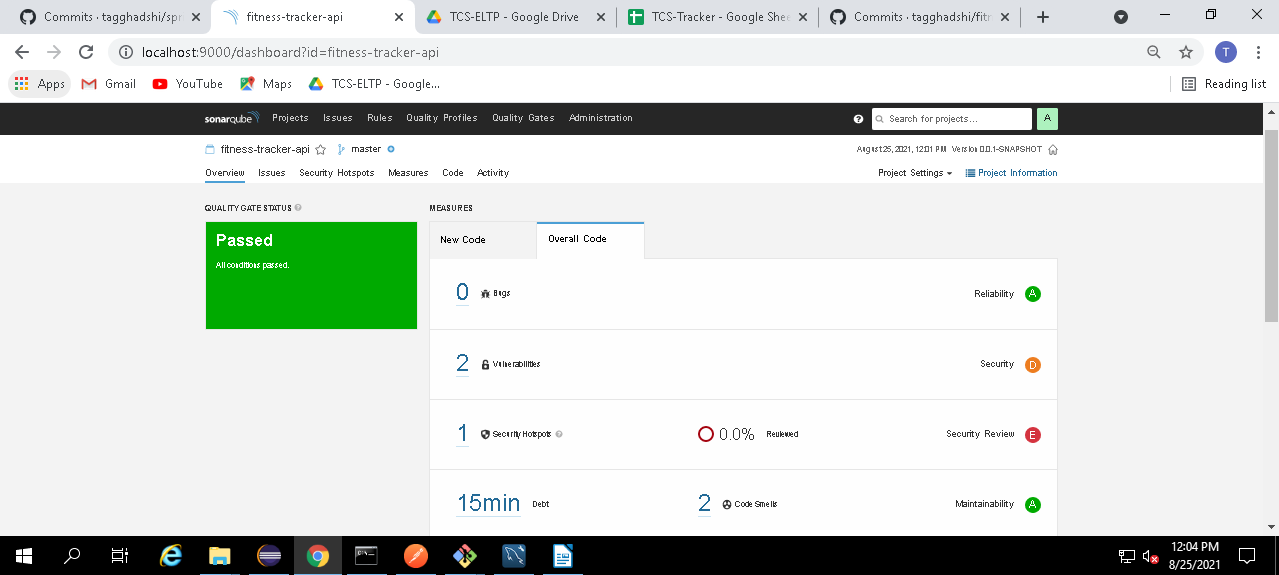 Commits · tagghadshi/spr
fitness-tracker-api
TCS-ELTP - Google Drive
TCS-Tracker - Google She
Commits · tagghadshi/fitn
localhost:9000/dashboard?id=fitness-tracker-api
T
Apps
Gmail
YouTube
Maps
TCS-ELTP - Google...
Reading list
sonarqube
Projects
Issues
Rules
Quality Profiles
Quality Gates
Administration
?
Search for projects...
A
fitness-tracker-api
master
August 25, 2021, 12:01 PM Version 0.0.1-SNAPSHOT
Overview
Issues
Security Hotspots
Measures
Code
Activity
Project Settings
Project Information
QUALITY GATE STATUS ?
MEASURES
Passed
All conditions passed.
New Code
Overall Code
0 Bugs
Reliability A
2 Vulnerabilities
Security D
1 Security Hotspots ?
0.0% Reviewed
Security Review E
15min Debt
2 Code Smells
Maintainability A
12:04 PM
8/25/2021